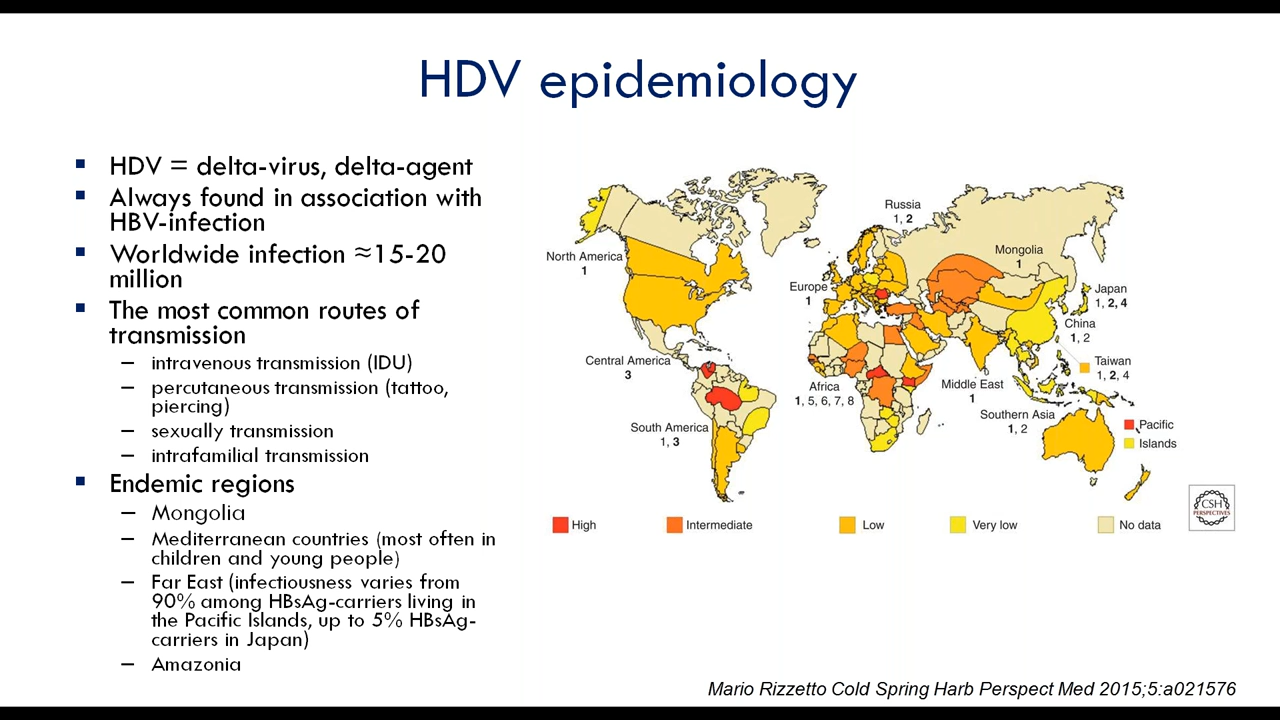 HDV epidemiology
HDV = delta-virus, delta-agent
Always found in association with
HBV-infection
Worldwide infection ≈15-20
million
The most common routes of
transmission
– intravenous transmission (IDU)
– percutaneous transmission (tattoo,
piercing)
– sexually transmission
– intrafamilial transmission
Endemic regions
– Mongolia
– Mediterranean countries (most often in
children and young people)
– Far East (infectiousness varies from
90% among HBsAg-carriers living in
the Pacific Islands, up to 5% HBsAg-
carriers in Japan)
– Amazonia
Russia
1, 2
North America
1
Mongolia
1
Europe
1
Japan
1, 2, 4
China
1, 2
Central America
3
Taiwan
1, 2, 4
Africa
1, 5, 6, 7, 8
Middle East
1
Southern Asia
1, 2
South America
1, 3
Pacific
Islands
High
Intermediate
Low
Very low
No data
CSH
PERSPECTIVES
Mario Rizzetto Cold Spring Harb Perspect Med 2015;5:a021576